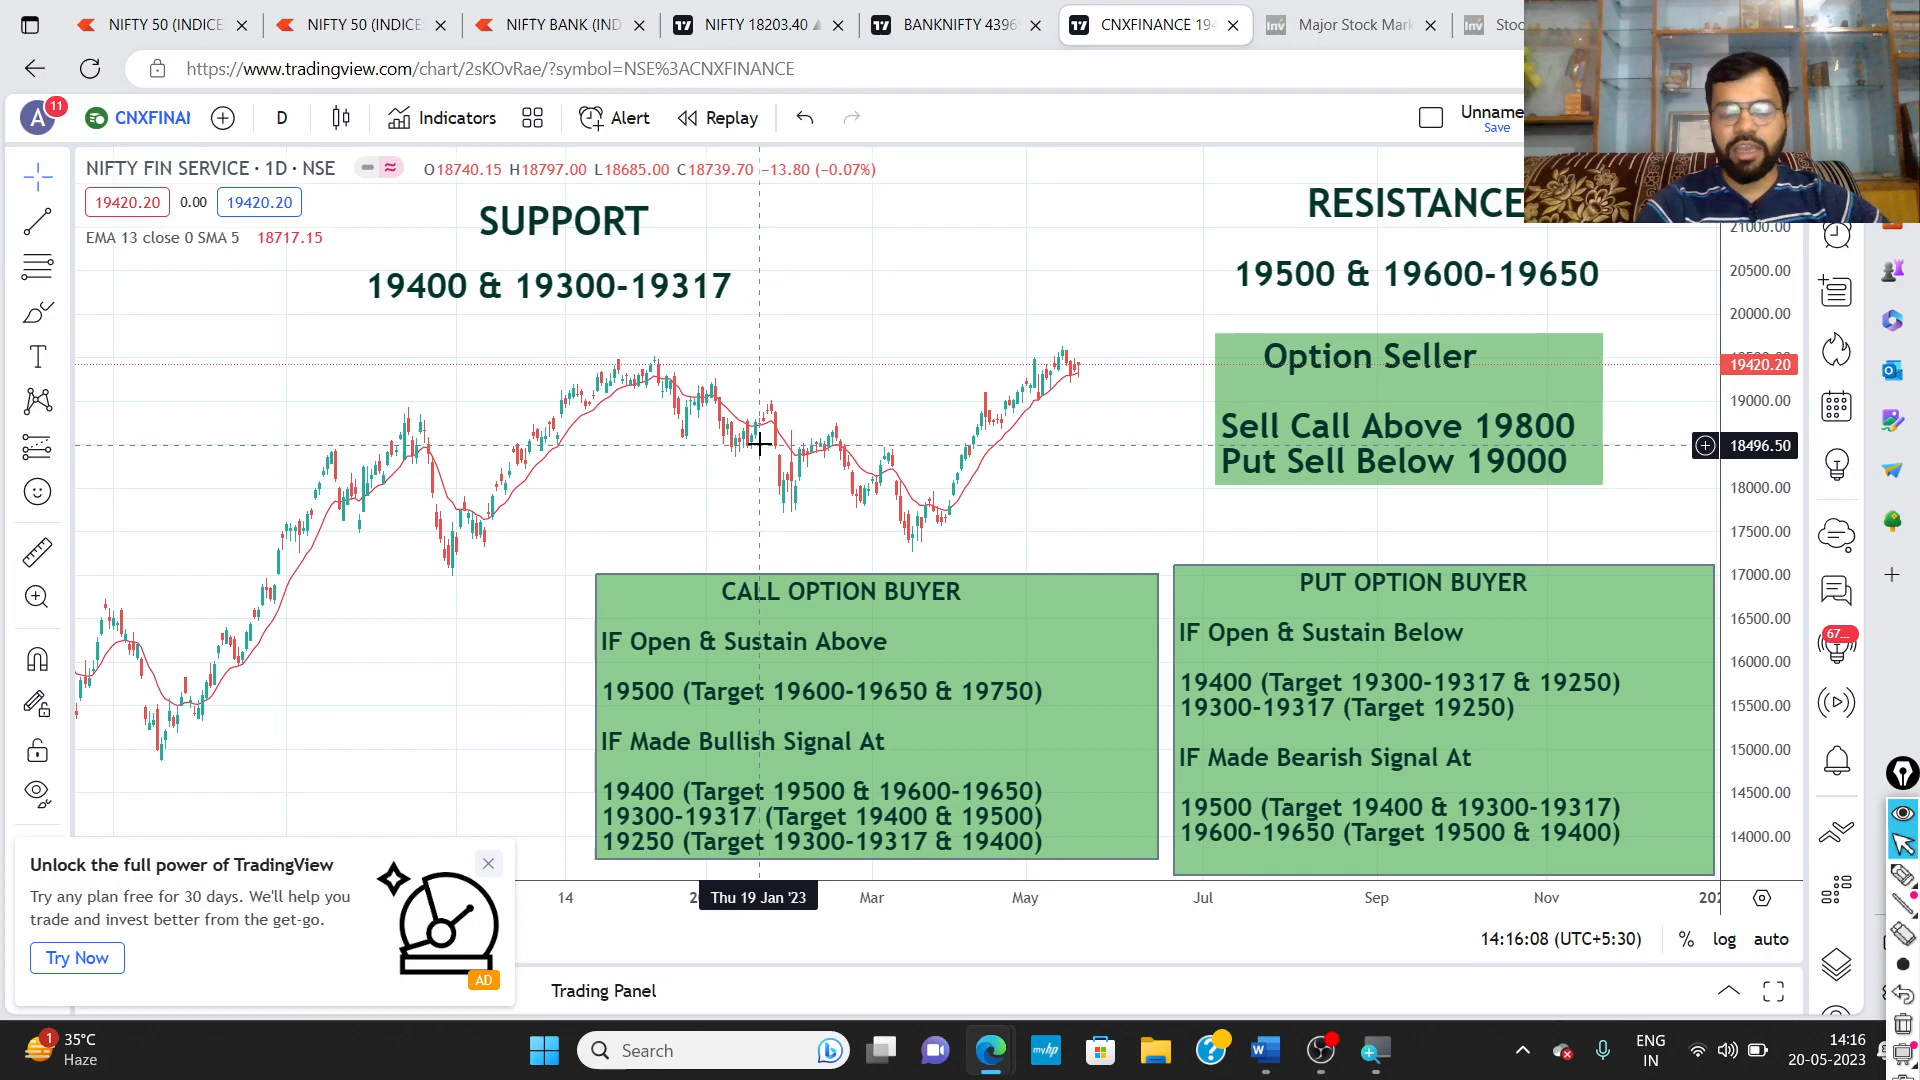 NIFTY 50 (INDICE
NIFTY 50 (INDICE
NIFTY BANK (IND
NIFTY 18203.40
BANKNIFTY 4396
CNXFINANCE 194
Major Stock Mark
Stoc
https://www.tradingview.com/chart/2sKOvRae/?symbol=NSE%3ACNXFINANCE
A
11
CNXFINAN
D
Indicators
Alert
Replay
Unname
Save
NIFTY FIN SERVICE · 1D · NSE
O18740.15 H18797.00 L18685.00 C18739.70 −13.80 (−0.07%)
19420.20 0.00 19420.20
EMA 13 close 0 SMA 5 18717.15
SUPPORT
19400 & 19300-19317
RESISTANCE
19500 & 19600-19650
Option Seller
Sell Call Above 19800
Put Sell Below 19000
CALL OPTION BUYER
IF Open & Sustain Above
19500 (Target 19600-19650 & 19750)
IF Made Bullish Signal At
19400 (Target 19500 & 19600-19650)
19300-19317 (Target 19400 & 19500)
19250 (Target 19300-19317 & 19400)
PUT OPTION BUYER
IF Open & Sustain Below
19400 (Target 19300-19317 & 19250)
19300-19317 (Target 19250)
IF Made Bearish Signal At
19500 (Target 19400 & 19300-19317)
19600-19650 (Target 19500 & 19400)
21000.00
20500.00
20000.00
19420.20
19000.00
18496.50
18000.00
17500.00
17000.00
16500.00
16000.00
15500.00
15000.00
14500.00
14000.00
67...
Unlock the full power of TradingView
Try any plan free for 30 days. We'll help you
trade and invest better from the get-go.
Try Now
AD
14
2
Thu 19 Jan '23
Mar
May
Jul
Sep
Nov
202
14:16:08 (UTC+5:30)
%
log
auto
Trading Panel
1
35°C
Haze
Search
myhp
ENG
IN
14:16
20-05-2023